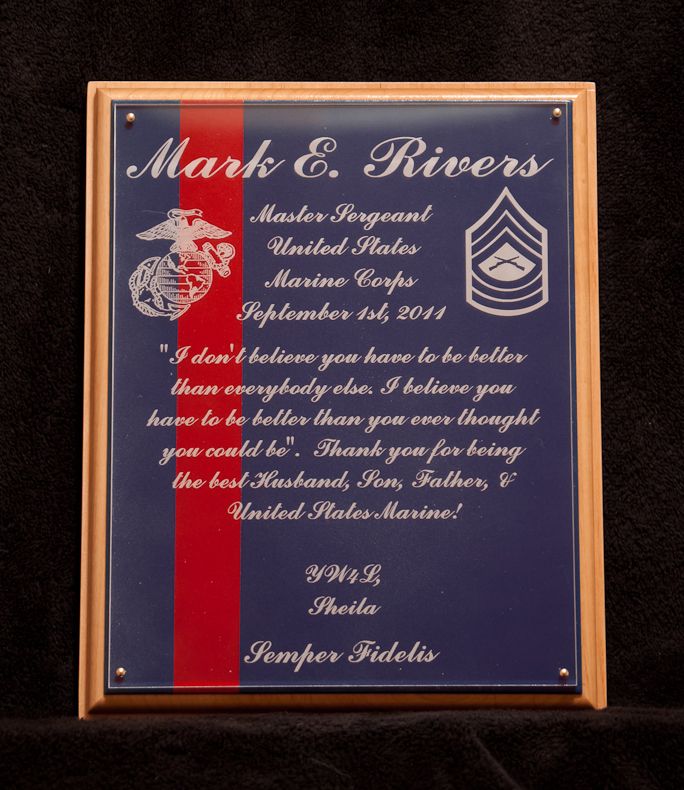 Mark E. Rivers
Master Sergeant
United States
Marine Corps
September 1st, 2011
"I don't believe you have to be better
than everybody else. I believe you
have to be better than you ever thought
you could be". Thank you for being
the best Husband, Son, Father, &
United States Marine!
YW4L,
Sheila
Semper Fidelis